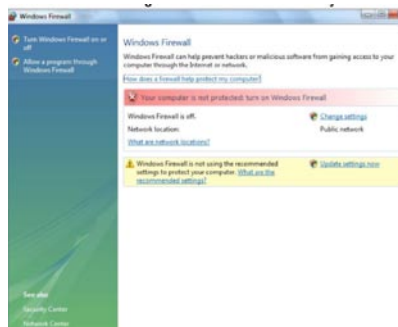 Windows Firewall
Turn Windows Firewall on or
off
Allow a program through
Windows Firewall
Windows Firewall
Windows Firewall can help prevent hackers or malicious software from gaining access to your
computer through the Internet or network.
How does a firewall help protect my computer?
Your computer is not protected: turn on Windows Firewall
Windows Firewall is off.
Change settings
Network location:
Public network
What are network locations?
Windows Firewall is not using the recommended
settings to protect your computer. What are the
recommended settings?
Update settings now
See also
Security Center
Network Center